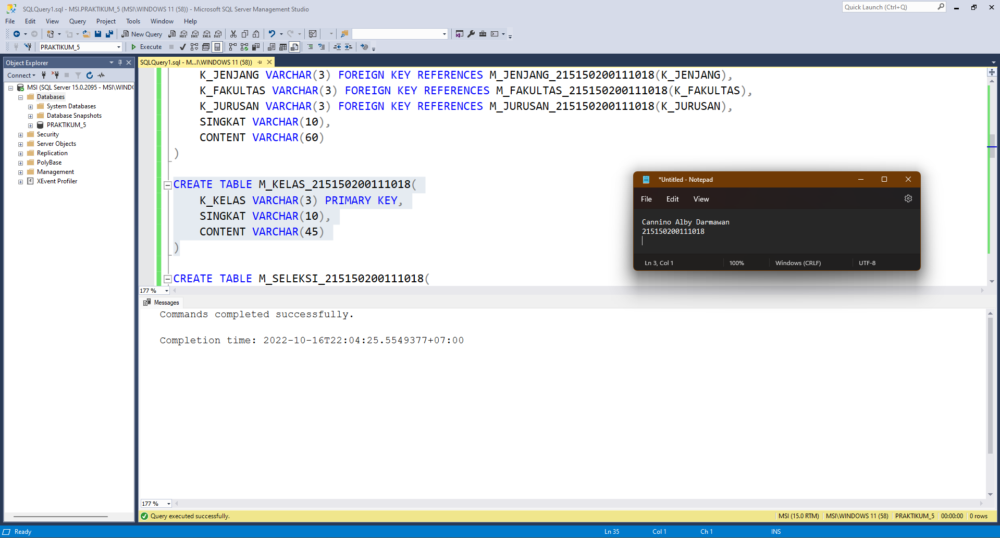 SQLQuery1.sql - MSI.PRAKTIKUM_5 (MSI\WINDOWS 11 (58)) - Microsoft SQL Server Management Studio
Quick Launch (Ctrl+Q)
File Edit View Query Project Tools Window Help
New Query MDX DMX XMLA DAX
PRAKTIKUM_5 Execute
Object Explorer
Connect
MSI (SQL Server 15.0.2095 - MSI\WINDO
Databases
System Databases
Database Snapshots
PRAKTIKUM_5
Security
Server Objects
Replication
PolyBase
Management
XEvent Profiler
SQLQuery1.sql - M...I\WINDOWS 11 (58))
K_JENJANG VARCHAR(3) FOREIGN KEY REFERENCES M_JENJANG_215150200111018(K_JENJANG),
K_FAKULTAS VARCHAR(3) FOREIGN KEY REFERENCES M_FAKULTAS_215150200111018(K_FAKULTAS),
K_JURUSAN VARCHAR(3) FOREIGN KEY REFERENCES M_JURUSAN_215150200111018(K_JURUSAN),
SINGKAT VARCHAR(10),
CONTENT VARCHAR(60)
)
CREATE TABLE M_KELAS_215150200111018(
K_KELAS VARCHAR(3) PRIMARY KEY,
SINGKAT VARCHAR(10),
CONTENT VARCHAR(45)
)
CREATE TABLE M_SELEKSI_215150200111018(
177 %
*Untitled - Notepad
File Edit View
Cannino Alby Darmawan
215150200111018
Ln 3, Col 1 100% Windows (CRLF) UTF-8
Messages
Commands completed successfully.
Completion time: 2022-10-16T22:04:25.5549377+07:00
177 %
Query executed successfully. MSI (15.0 RTM) MSI\WINDOWS 11 (58) PRAKTIKUM_5 00:00:00 0 rows
Ready Ln 35 Col 1 Ch 1 INS